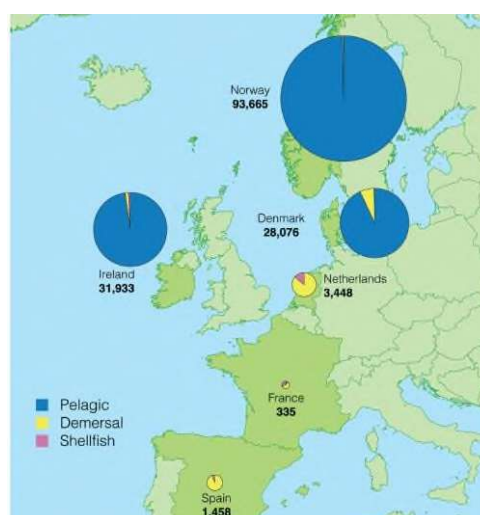 Norway
93,665
Denmark
28,076
Ireland
31,933
Netherlands
3,448
France
335
Pelagic
Demersal
Shellfish
Spain
1,458